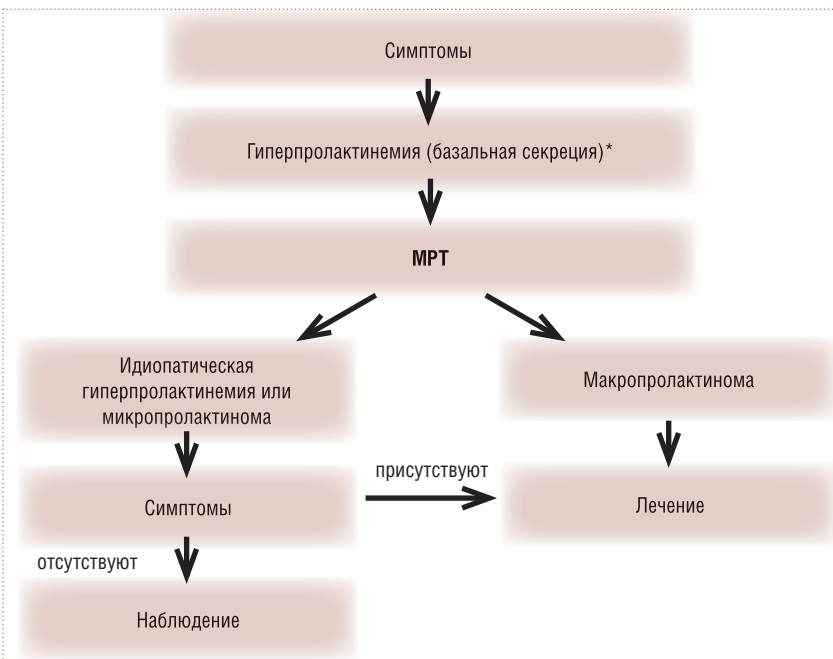 Симптомы
Гиперпролактинемия (базальная секреция)*
МРТ
Идиопатическая
гиперпролактинемия или
микропролактинома
Макропролактинома
Симптомы
присутствуют
Лечение
отсутствуют
Наблюдение